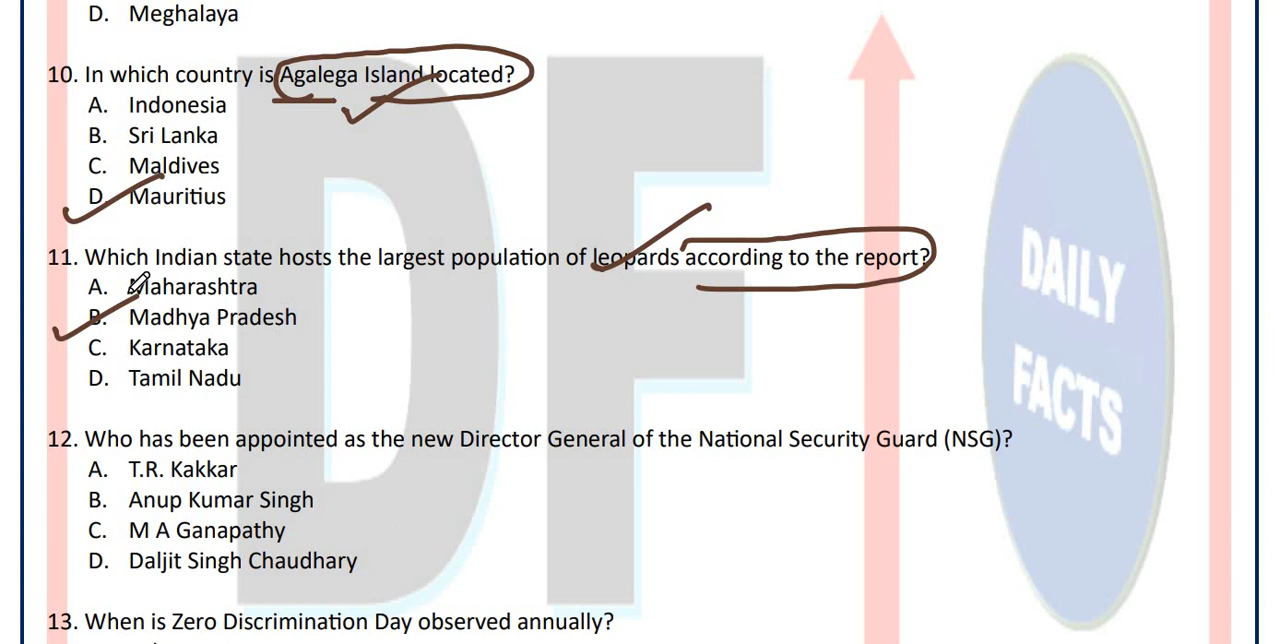 D. Meghalaya
10. In which country is Agalega Island located?
A. Indonesia
B. Sri Lanka
C. Maldives
D. Mauritius
11. Which Indian state hosts the largest population of leopards according to the report?
A. Maharashtra
B. Madhya Pradesh
C. Karnataka
D. Tamil Nadu
12. Who has been appointed as the new Director General of the National Security Guard (NSG)?
A. T.R. Kakkar
B. Anup Kumar Singh
C. M A Ganapathy
D. Daljit Singh Chaudhary
13. When is Zero Discrimination Day observed annually?
DF
DAILY
FACTS